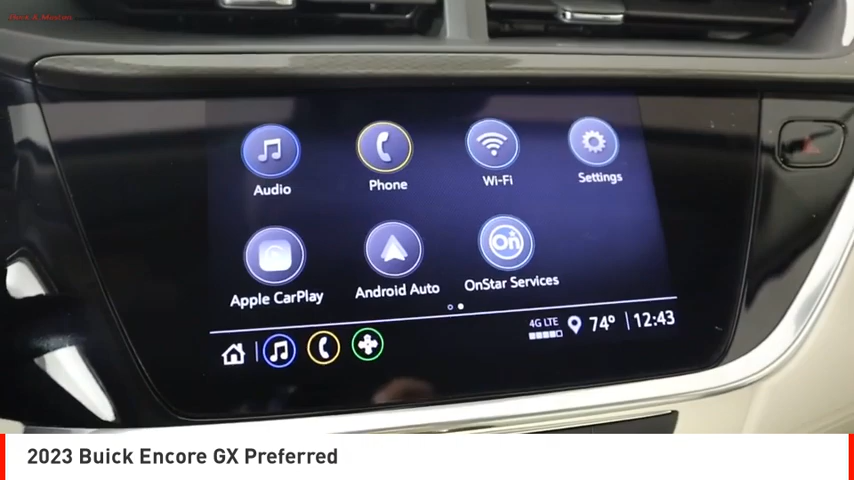 Audio
Phone
Wi-Fi
Settings
Apple CarPlay
Android Auto
On
OnStar Services
4G LTE
74° 12:43
2023 Buick Encore GX Preferred